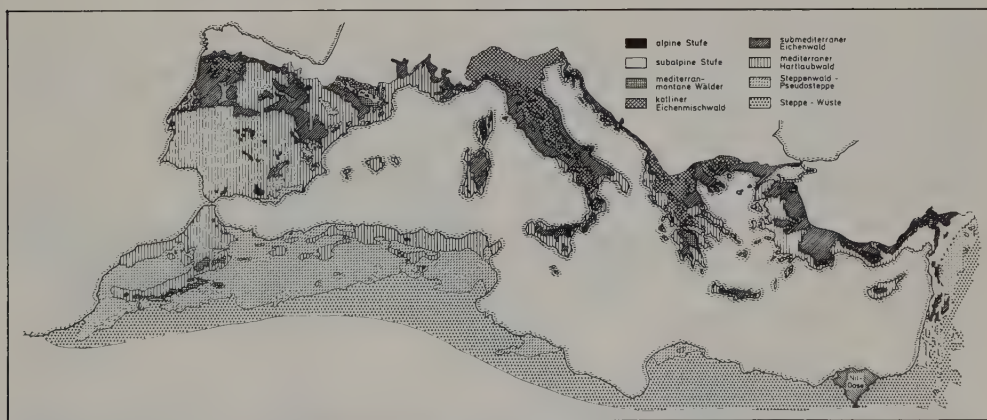 alpine Stufe
subalpine Stufe
mediterran-
montane Wälder
kolliner
Eichenmischwald
submediterraner
Eichenwald
mediterraner
Hartlaubwald
Steppenwald -
Pseudosteppe
Steppe - Wüste
Nil-
Oase